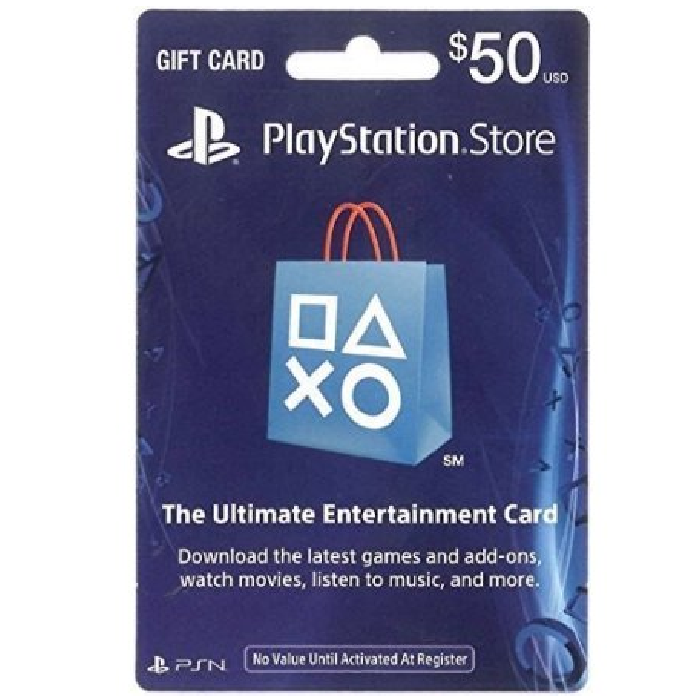 GIFT CARD
$50 USD
PlayStation.Store
SM
The Ultimate Entertainment Card
Download the latest games and add-ons,
watch movies, listen to music, and more.
PSN
No Value Until Activated At Register